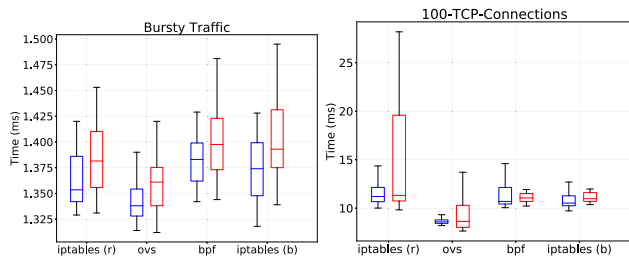 Bursty Traffic
Time (ms)
1.500
1.475
1.450
1.425
1.400
1.375
1.350
1.325
iptables (r)
ovs
bpf
iptables (b)
100-TCP-Connections
Time (ms)
25
20
15
10
iptables (r)
ovs
bpf
iptables (b)